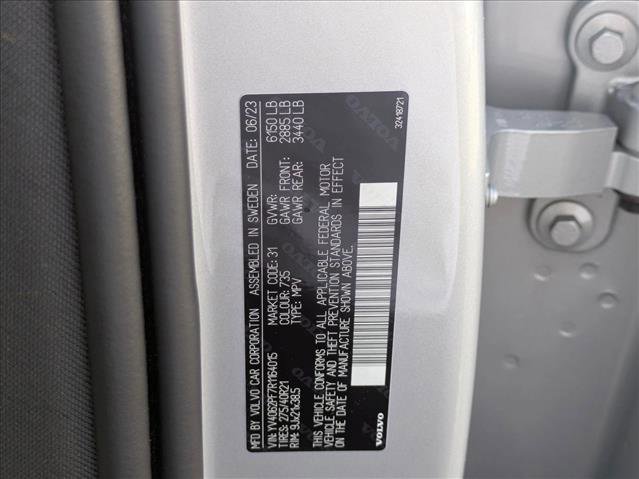 MFD BY VOLVO CAR CORPORATION ASSEMBLED IN SWEDEN DATE: 06/23
VIN: YV4062PF7R1164015 MARKET CODE: 31 GVWR: 6150 LB
TIRES: 275/40R21 COLOUR: 735 GAWR FRONT: 2885 LB
RIM: 9Jx21x38.5 TYPE: MPV GAWR REAR: 3440 LB
THIS VEHICLE CONFORMS TO ALL APPLICABLE FEDERAL MOTOR
VEHICLE SAFETY AND THEFT PREVENTION STANDARDS IN EFFECT
ON THE DATE OF MANUFACTURE SHOWN ABOVE.
VOLVO
32418721